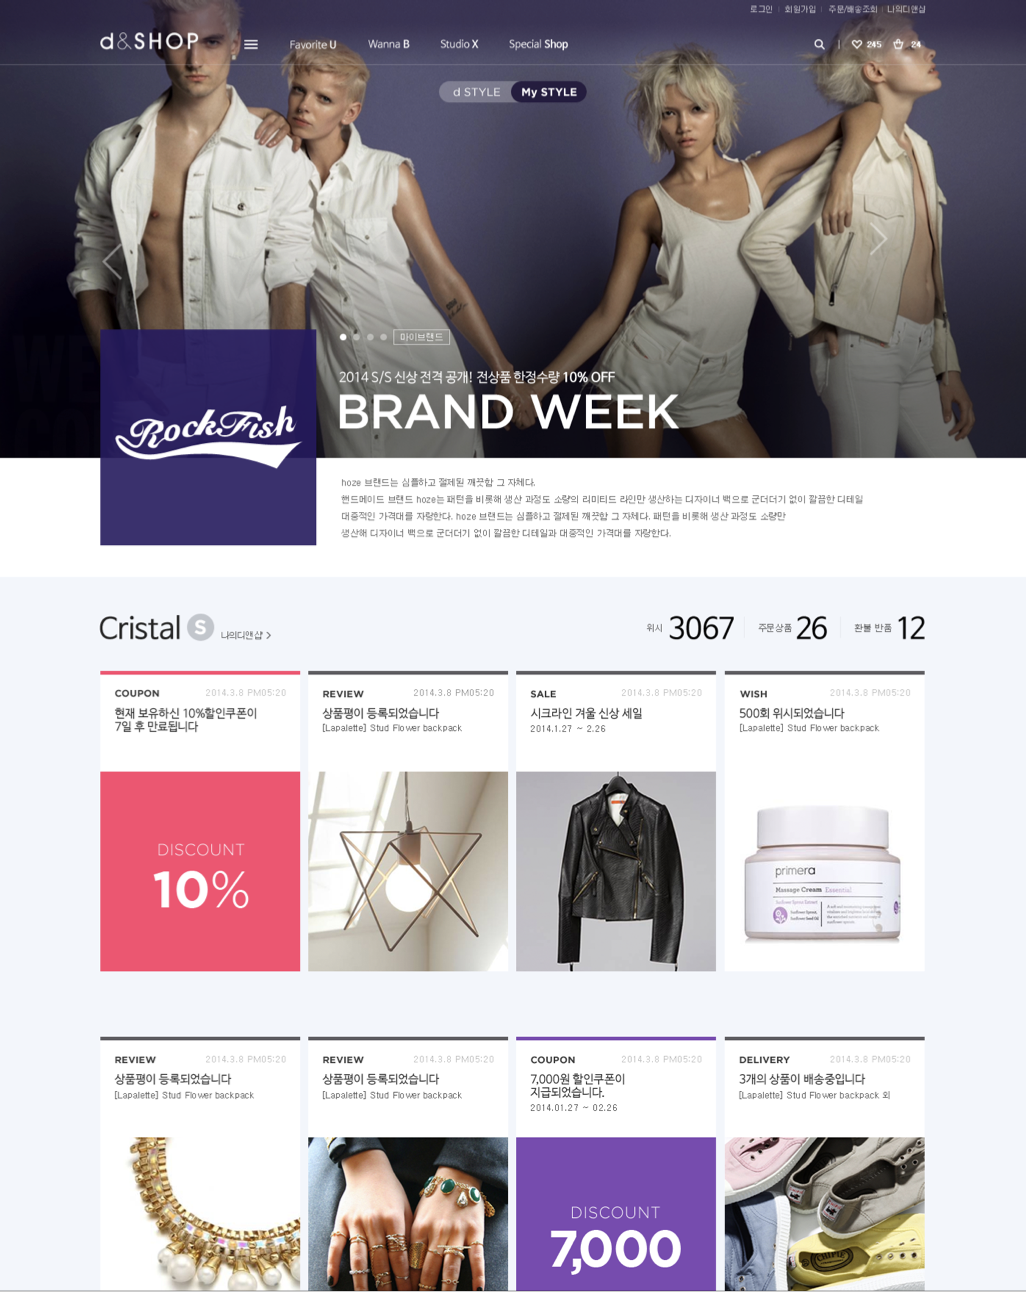 로그인 회원가입 주문/배송조회 나의디앤샵
d&SHOP Favorite U Wanna B Studio X Special Shop 245 24
d STYLE My STYLE
마이브랜드
2014 S/S 신상 전격 공개! 전상품 한정수량 10% OFF
BRAND WEEK
RockFish
hoze 브랜드는 심플하고 절제된 깨끗함 그 자체다.
핸드메이드 브랜드 hoze는 패턴을 비롯해 생산 과정도 소량의 리미티드 라인만 생산하는 디자이너 백으로 군더더기 없이 깔끔한 디테일
대중적인 가격대를 자랑한다. hoze 브랜드는 심플하고 절제된 깨끗함 그 자체다. 패턴을 비롯해 생산 과정도 소량만
생산해 디자이너 백으로 군더더기 없이 깔끔한 디테일과 대중적인 가격대를 자랑한다.
Cristal S 나의디앤샵 >
위시 3067 주문상품 26 환불 반품 12
COUPON 2014.3.8 PM05:20
현재 보유하신 10%할인쿠폰이
7일 후 만료됩니다
DISCOUNT
10%
REVIEW 2014.3.8 PM05:20
상품평이 등록되었습니다
[Lapalette] Stud Flower backpack
SALE 2014.3.8 PM05:20
시크라인 겨울 신상 세일
2014.1.27 ~ 2.26
WISH 2014.3.8 PM05:20
500회 위시되었습니다
[Lapalette] Stud Flower backpack
primera
Massage Cream Essential
REVIEW 2014.3.8 PM05:20
상품평이 등록되었습니다
[Lapalette] Stud Flower backpack
REVIEW 2014.3.8 PM05:20
상품평이 등록되었습니다
[Lapalette] Stud Flower backpack
COUPON 2014.3.8 PM05:20
7,000원 할인쿠폰이
지급되었습니다.
2014.01.27 ~ 02.26
DISCOUNT
7,000
DELIVERY 2014.3.8 PM05:20
3개의 상품이 배송중입니다
[Lapalette] Stud Flower backpack 외